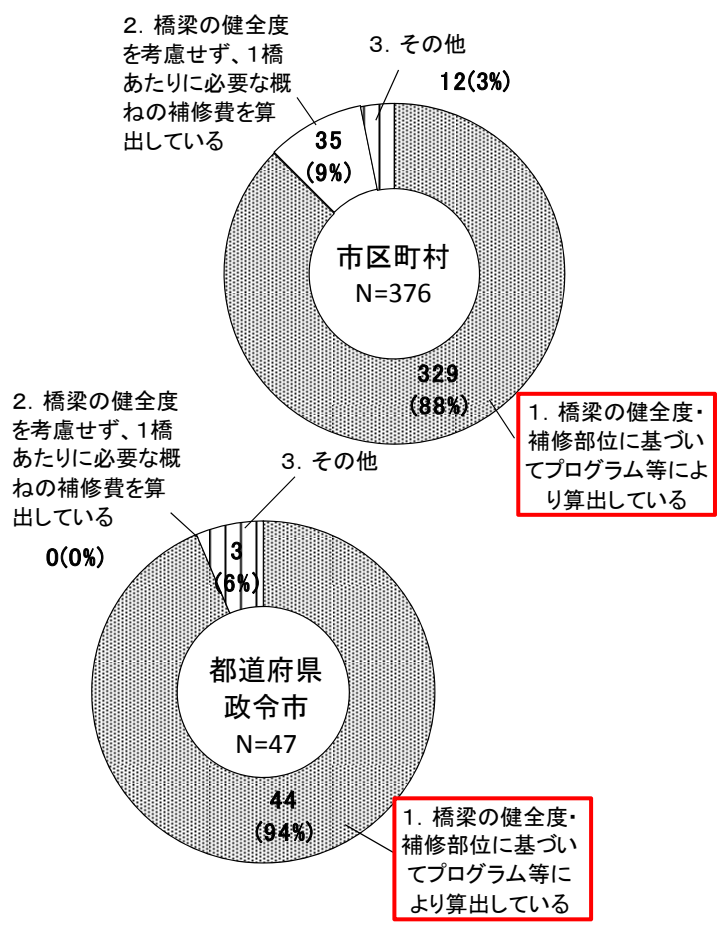 2．橋梁の健全度
を考慮せず、1橋
あたりに必要な概
ねの補修費を算
出している
3．その他
12(3%)
35
(9%)
市区町村
N=376
329
(88%)
1．橋梁の健全度・
補修部位に基づい
てプログラム等によ
り算出している
2．橋梁の健全度
を考慮せず、1橋
あたりに必要な概
ねの補修費を算
出している
0(0%)
3．その他
3
(6%)
都道府県
政令市
N=47
44
(94%)
1．橋梁の健全度・
補修部位に基づい
てプログラム等に
より算出している